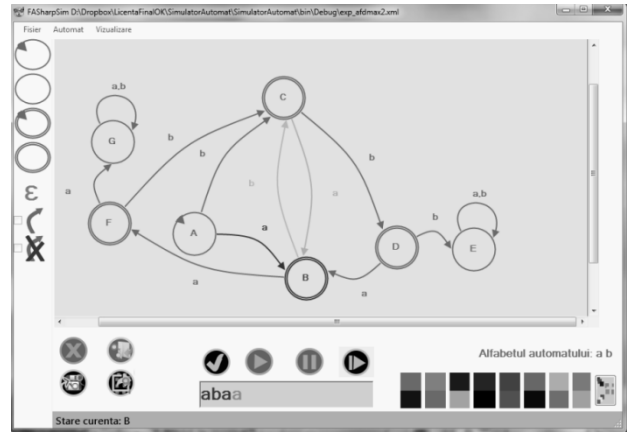 FASharpSim D:\Dropbox\LicentaFinalOK\SimulatorAutomat\SimulatorAutomat\bin\Debug\exp_afdmax2.xml
Fisier Automat Vizualizare
a,b
C
G
b
b
b
a,b
ε
a
b
a
b
F
A
a
D
E
B
a
a
Alfabetul automatului: a b
abaa
Stare curenta: B